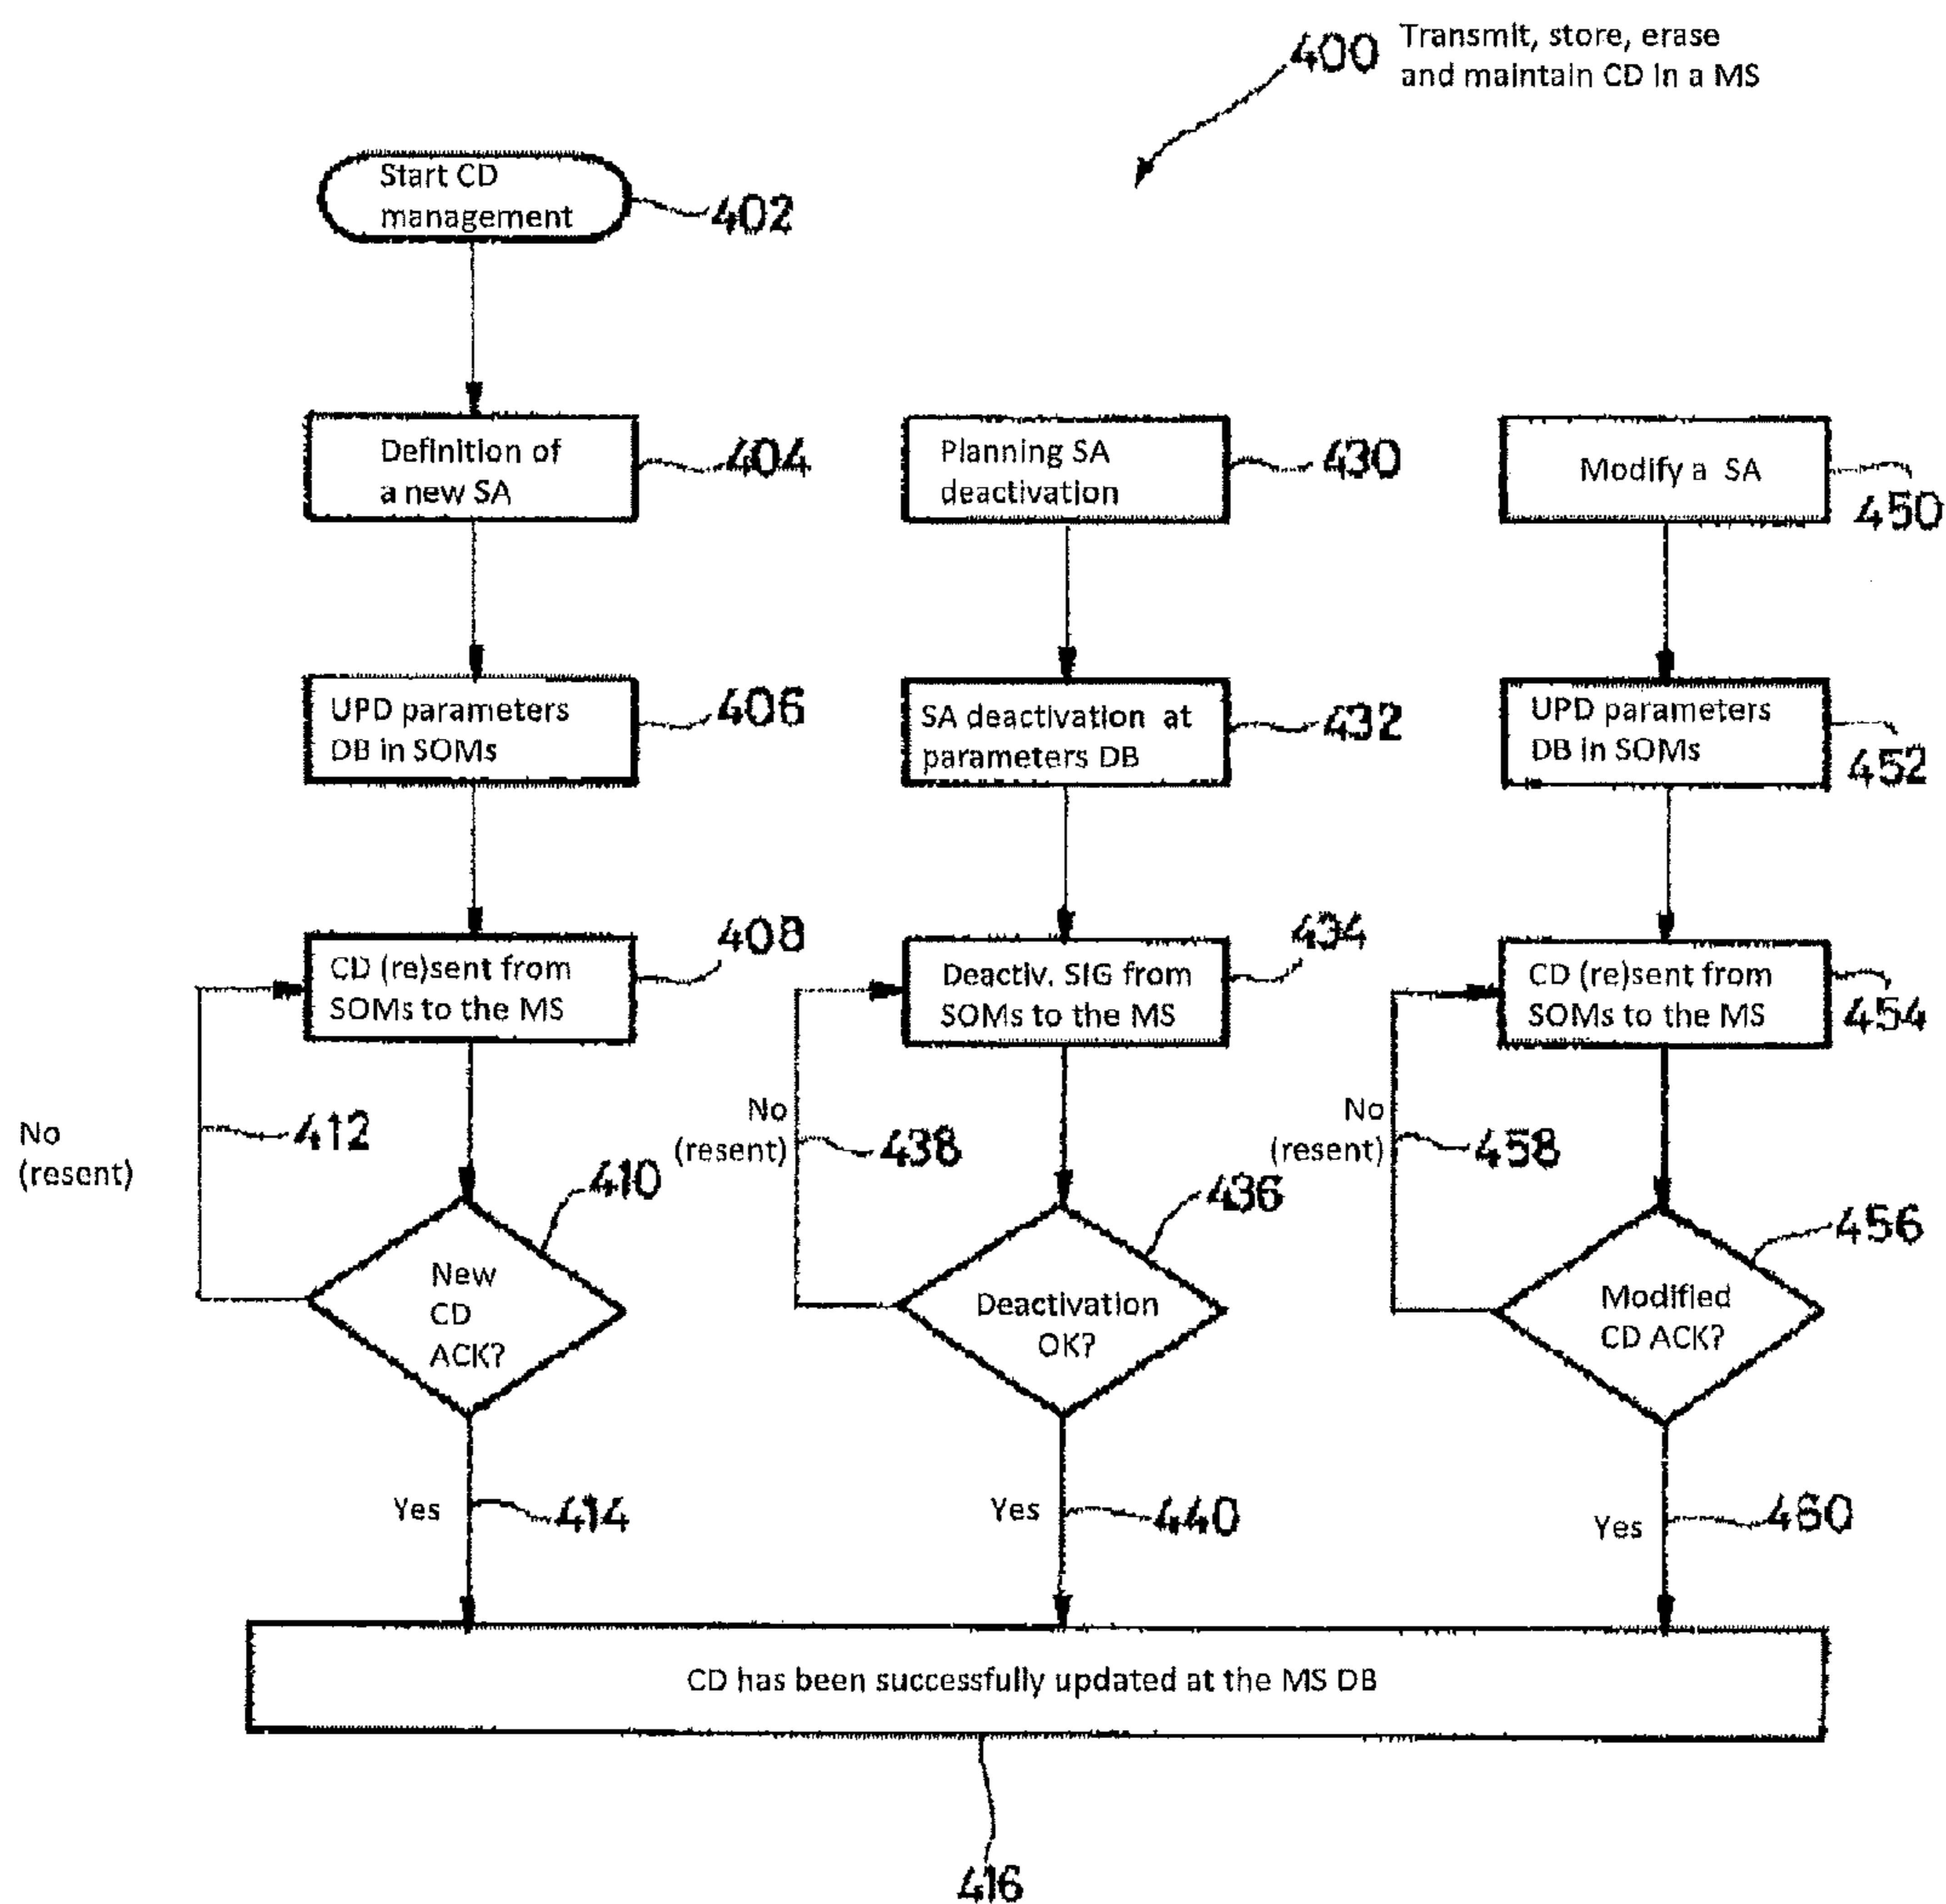 400 Transmit, store, erase
and maintain CD in a MS
Start CD
management
402
Definition of
a new SA
404
Planning SA
deactivation
430
Modify a SA
450
UPD parameters
DB in SOMs
406
SA deactivation at
parameters DB
432
UPD parameters
DB in SOMs
452
CD (re)sent from
SOMs to the MS
408
Deactiv. SIG from
SOMs to the MS
434
CD (re)sent from
SOMs to the MS
454
No
(resent)
412
No
(resent)
438
No
(resent)
458
New
CD
ACK?
410
Deactivation
OK?
436
Modified
CD ACK?
456
Yes
414
Yes
440
Yes
460
CD has been successfully updated at the MS DB
416